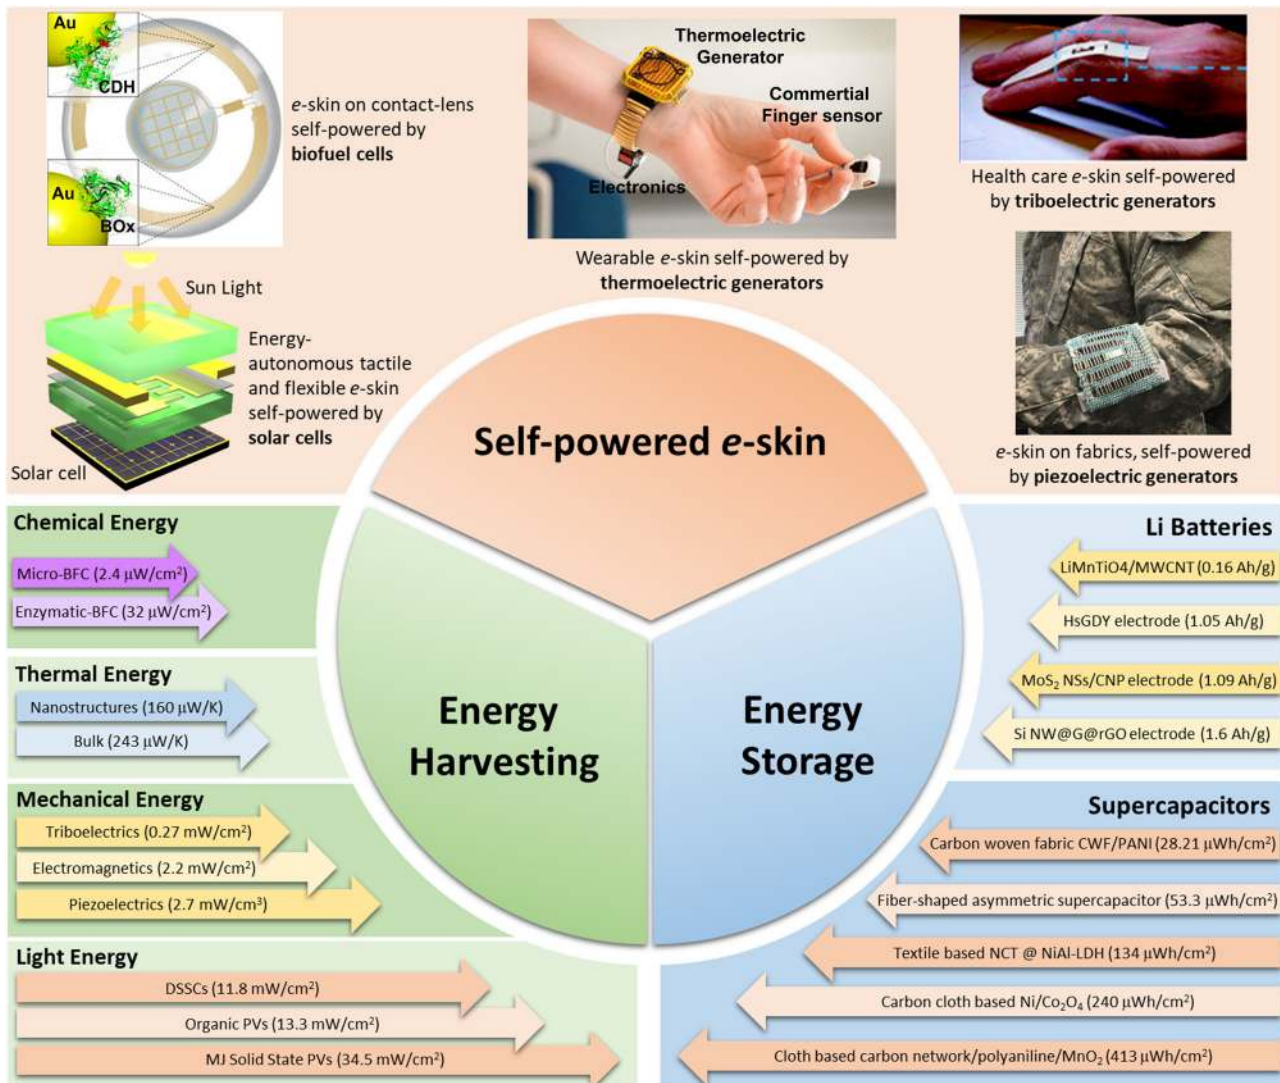 Au
CDH
Au
BOx
e-skin on contact-lens
self-powered by
biofuel cells
Thermoelectric
Generator
Commertial
Finger sensor
Electronics
Wearable e-skin self-powered by
thermoelectric generators
Health care e-skin self-powered
by triboelectric generators
Sun Light
Energy-
autonomous tactile
and flexible e-skin
self-powered by
solar cells
Solar cell
e-skin on fabrics, self-powered
by piezoelectric generators
Self-powered e-skin
Energy
Harvesting
Energy
Storage
Chemical Energy
Micro-BFC (2.4 µW/cm²)
Enzymatic-BFC (32 µW/cm²)
Thermal Energy
Nanostructures (160 µW/K)
Bulk (243 µW/K)
Mechanical Energy
Triboelectrics (0.27 mW/cm²)
Electromagnetics (2.2 mW/cm²)
Piezoelectrics (2.7 mW/cm³)
Light Energy
DSSCs (11.8 mW/cm²)
Organic PVs (13.3 mW/cm²)
MJ Solid State PVs (34.5 mW/cm²)
Li Batteries
LiMnTiO4/MWCNT (0.16 Ah/g)
HsGDY electrode (1.05 Ah/g)
MoS₂ NSs/CNP electrode (1.09 Ah/g)
Si NW@G@rGO electrode (1.6 Ah/g)
Supercapacitors
Carbon woven fabric CWF/PANI (28.21 µWh/cm²)
Fiber-shaped asymmetric supercapacitor (53.3 µWh/cm²)
Textile based NCT @ NiAl-LDH (134 µWh/cm²)
Carbon cloth based Ni/Co₂O₄ (240 µWh/cm²)
Cloth based carbon network/polyaniline/MnO₂ (413 µWh/cm²)